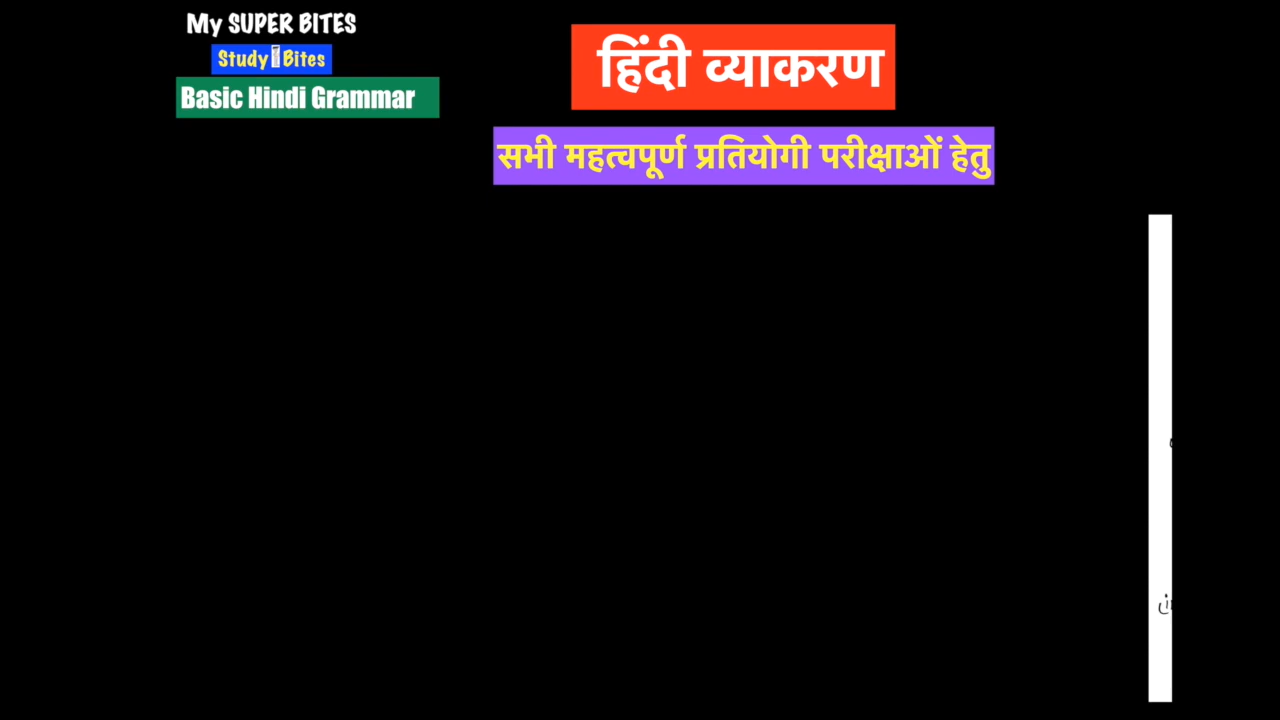 My SUPER BITES
Study Bites
Basic Hindi Grammar
हिंदी व्याकरण
सभी महत्वपूर्ण प्रतियोगी परीक्षाओं हेतु